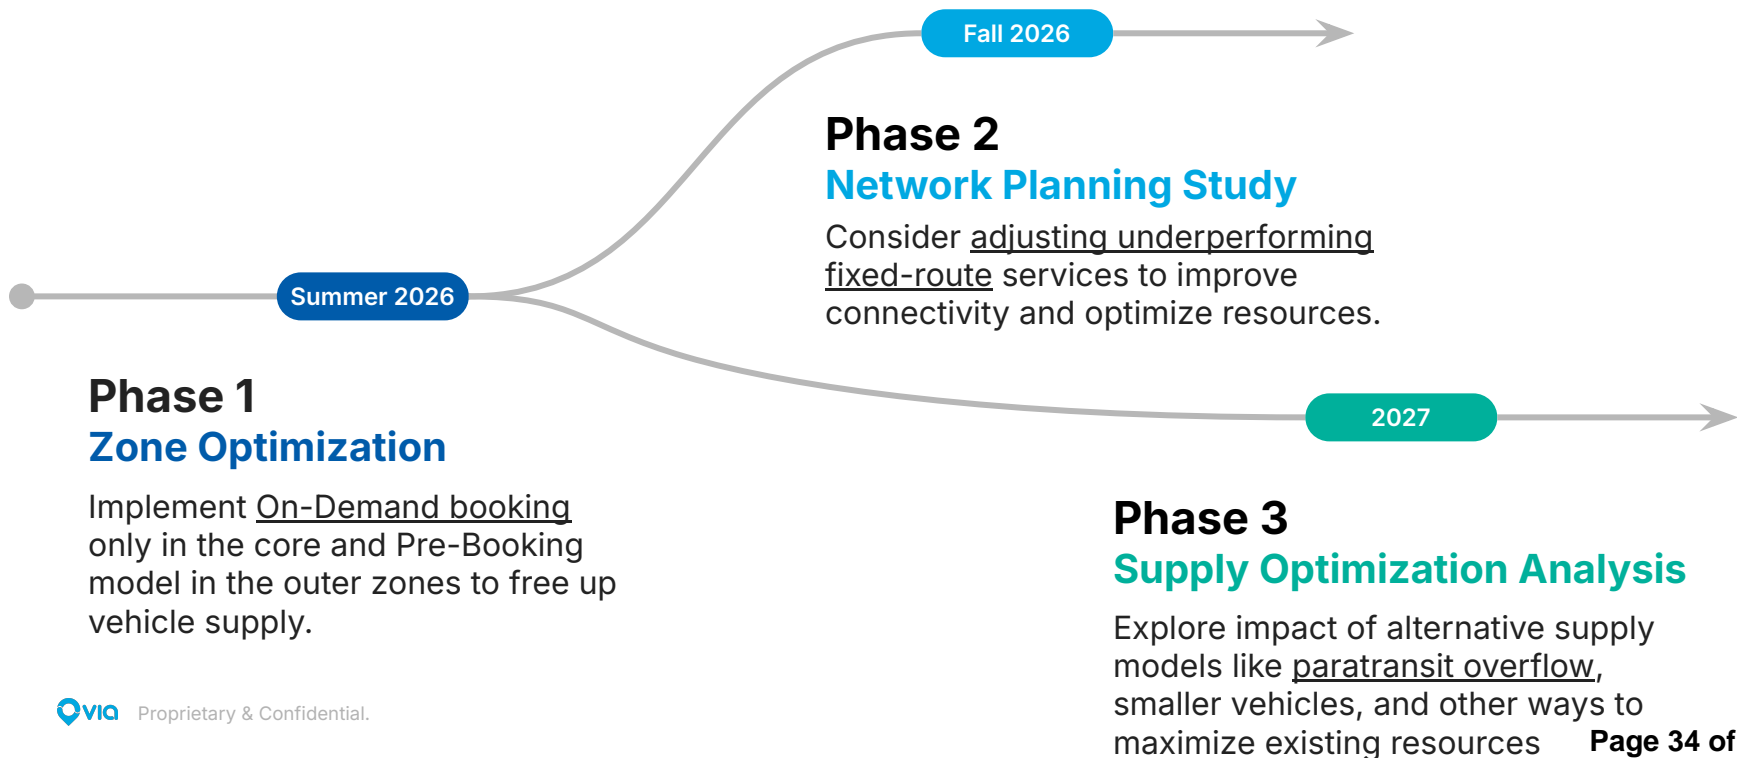 Fall 2026
Phase 2
Network Planning Study
Consider adjusting underperforming
fixed-route services to improve
connectivity and optimize resources.
Summer 2026
Phase 1
Zone Optimization
Implement On-Demand booking
only in the core and Pre-Booking
model in the outer zones to free up
vehicle supply.
2027
Phase 3
Supply Optimization Analysis
Explore impact of alternative supply
models like paratransit overflow,
smaller vehicles, and other ways to
maximize existing resources
via Proprietary & Confidential.
Page 34 of